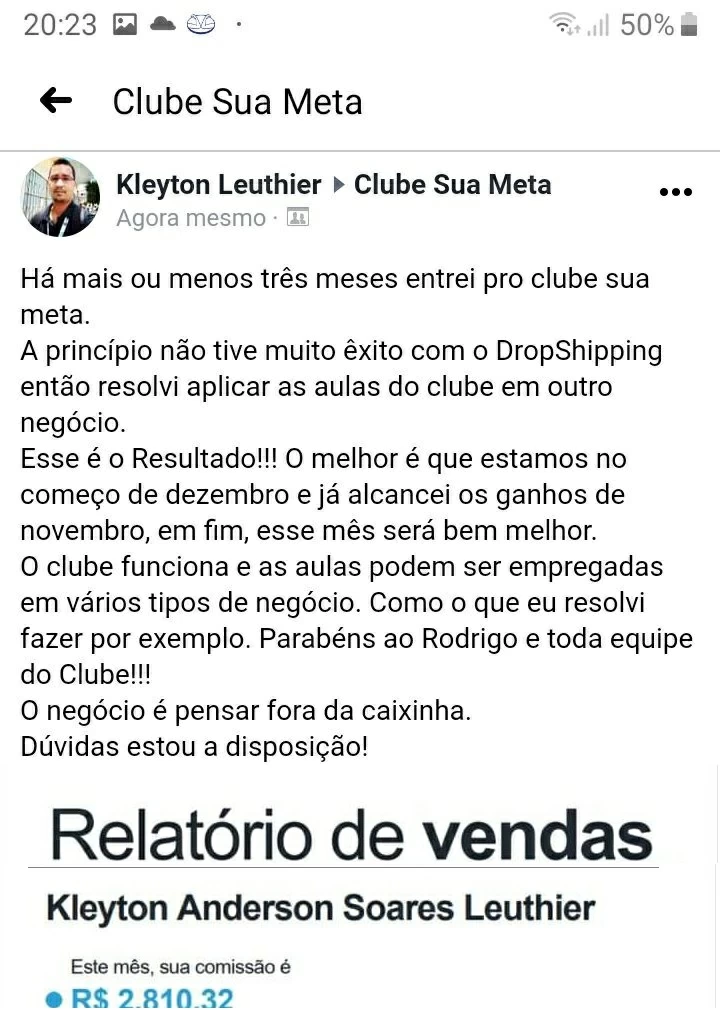 20:23
50%
Clube Sua Meta
Kleyton Leuthier Clube Sua Meta
Agora mesmo ·
Há mais ou menos três meses entrei pro clube sua
meta.
A princípio não tive muito êxito com o DropShipping
então resolvi aplicar as aulas do clube em outro
negócio.
Esse é o Resultado!!! O melhor é que estamos no
começo de dezembro e já alcancei os ganhos de
novembro, em fim, esse mês será bem melhor.
O clube funciona e as aulas podem ser empregadas
em vários tipos de negócio. Como o que eu resolvi
fazer por exemplo. Parabéns ao Rodrigo e toda equipe
do Clube!!!
O negócio é pensar fora da caixinha.
Dúvidas estou a disposição!
Relatório de vendas
Kleyton Anderson Soares Leuthier
Este mês, sua comissão é
R$ 2.810,32